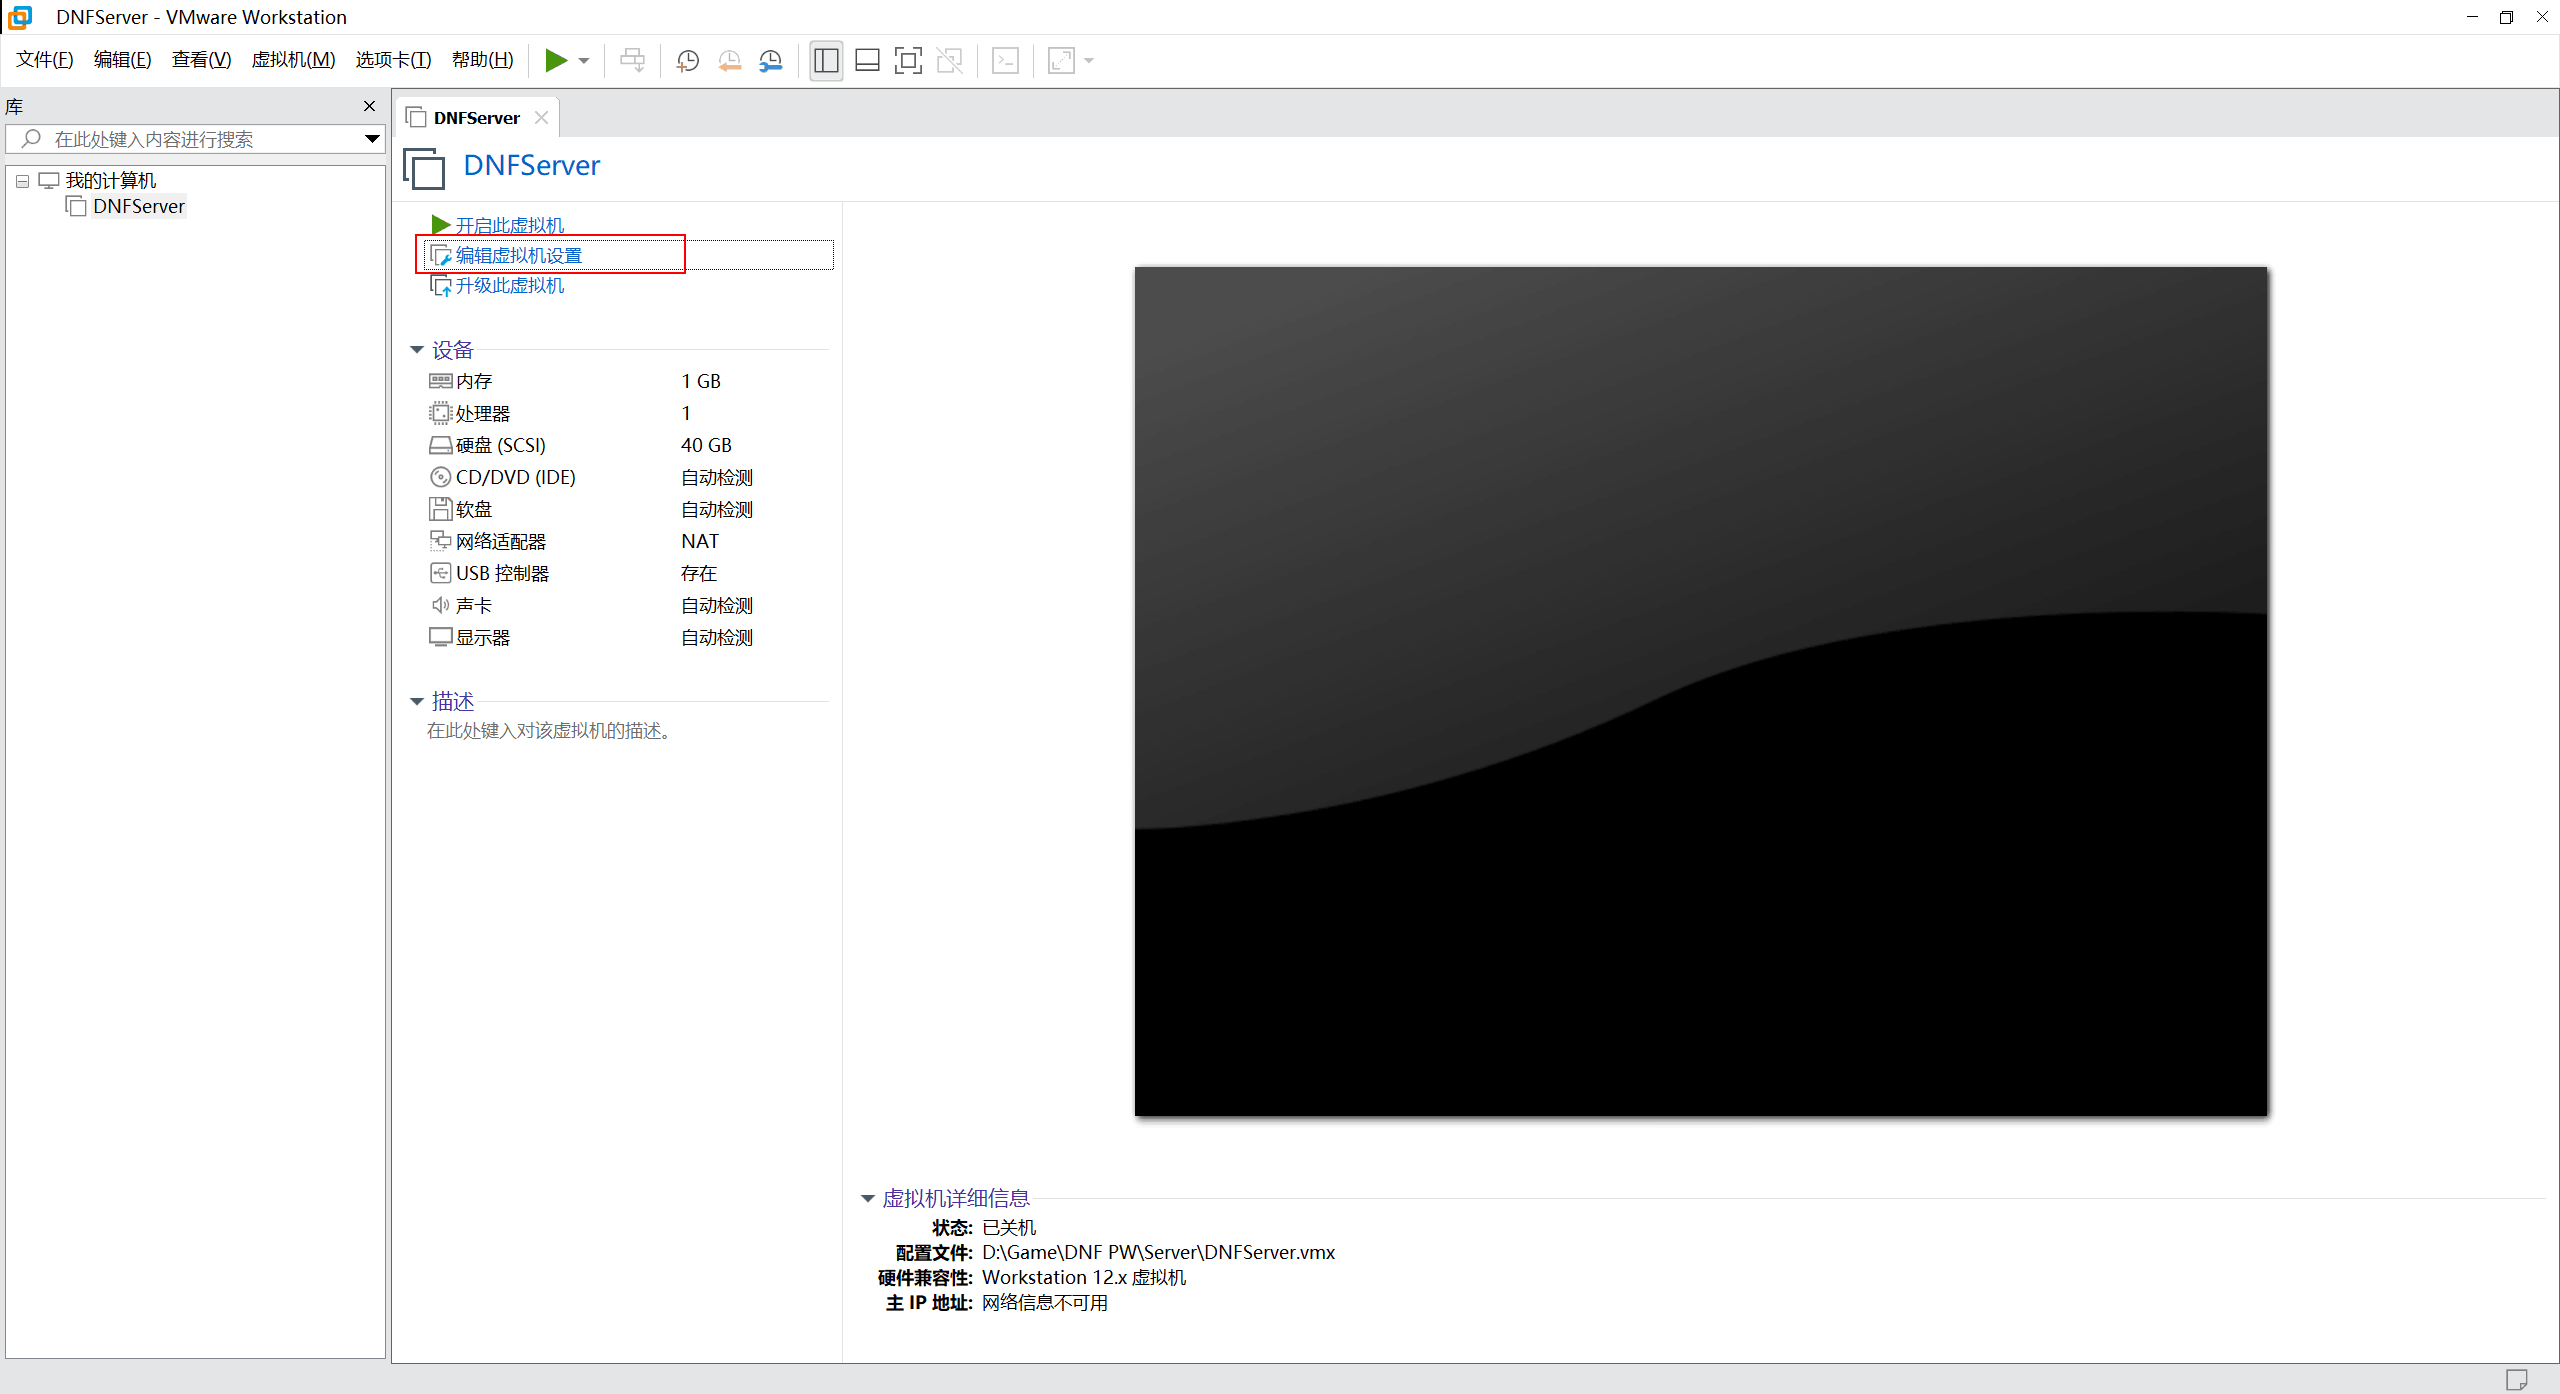 DNFServer - VMware Workstation
文件(F) 编辑(E) 查看(V) 虚拟机(M) 选项卡(T) 帮助(H)
库
在此处键入内容进行搜索
我的计算机
DNFServer
DNFServer
DNFServer
开启此虚拟机
编辑虚拟机设置
升级此虚拟机
设备
内存 1 GB
处理器 1
硬盘 (SCSI) 40 GB
CD/DVD (IDE) 自动检测
软盘 自动检测
网络适配器 NAT
USB 控制器 存在
声卡 自动检测
显示器 自动检测
描述
在此处键入对该虚拟机的描述。
虚拟机详细信息
状态: 已关机
配置文件: D:\Game\DNF PW\Server\DNFServer.vmx
硬件兼容性: Workstation 12.x 虚拟机
主 IP 地址: 网络信息不可用